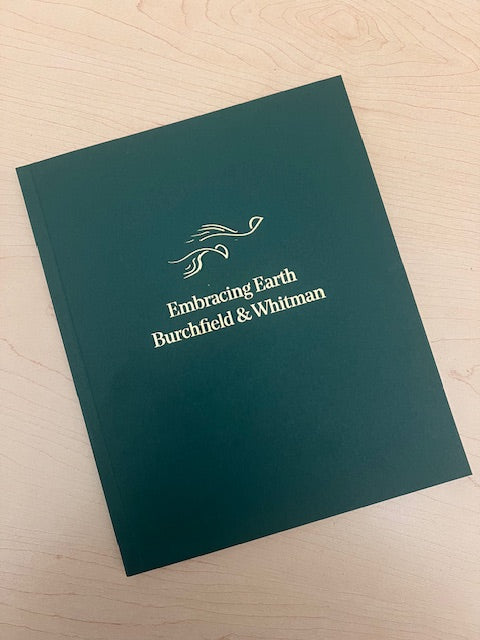 Embracing Earth
Burchfield & Whitman